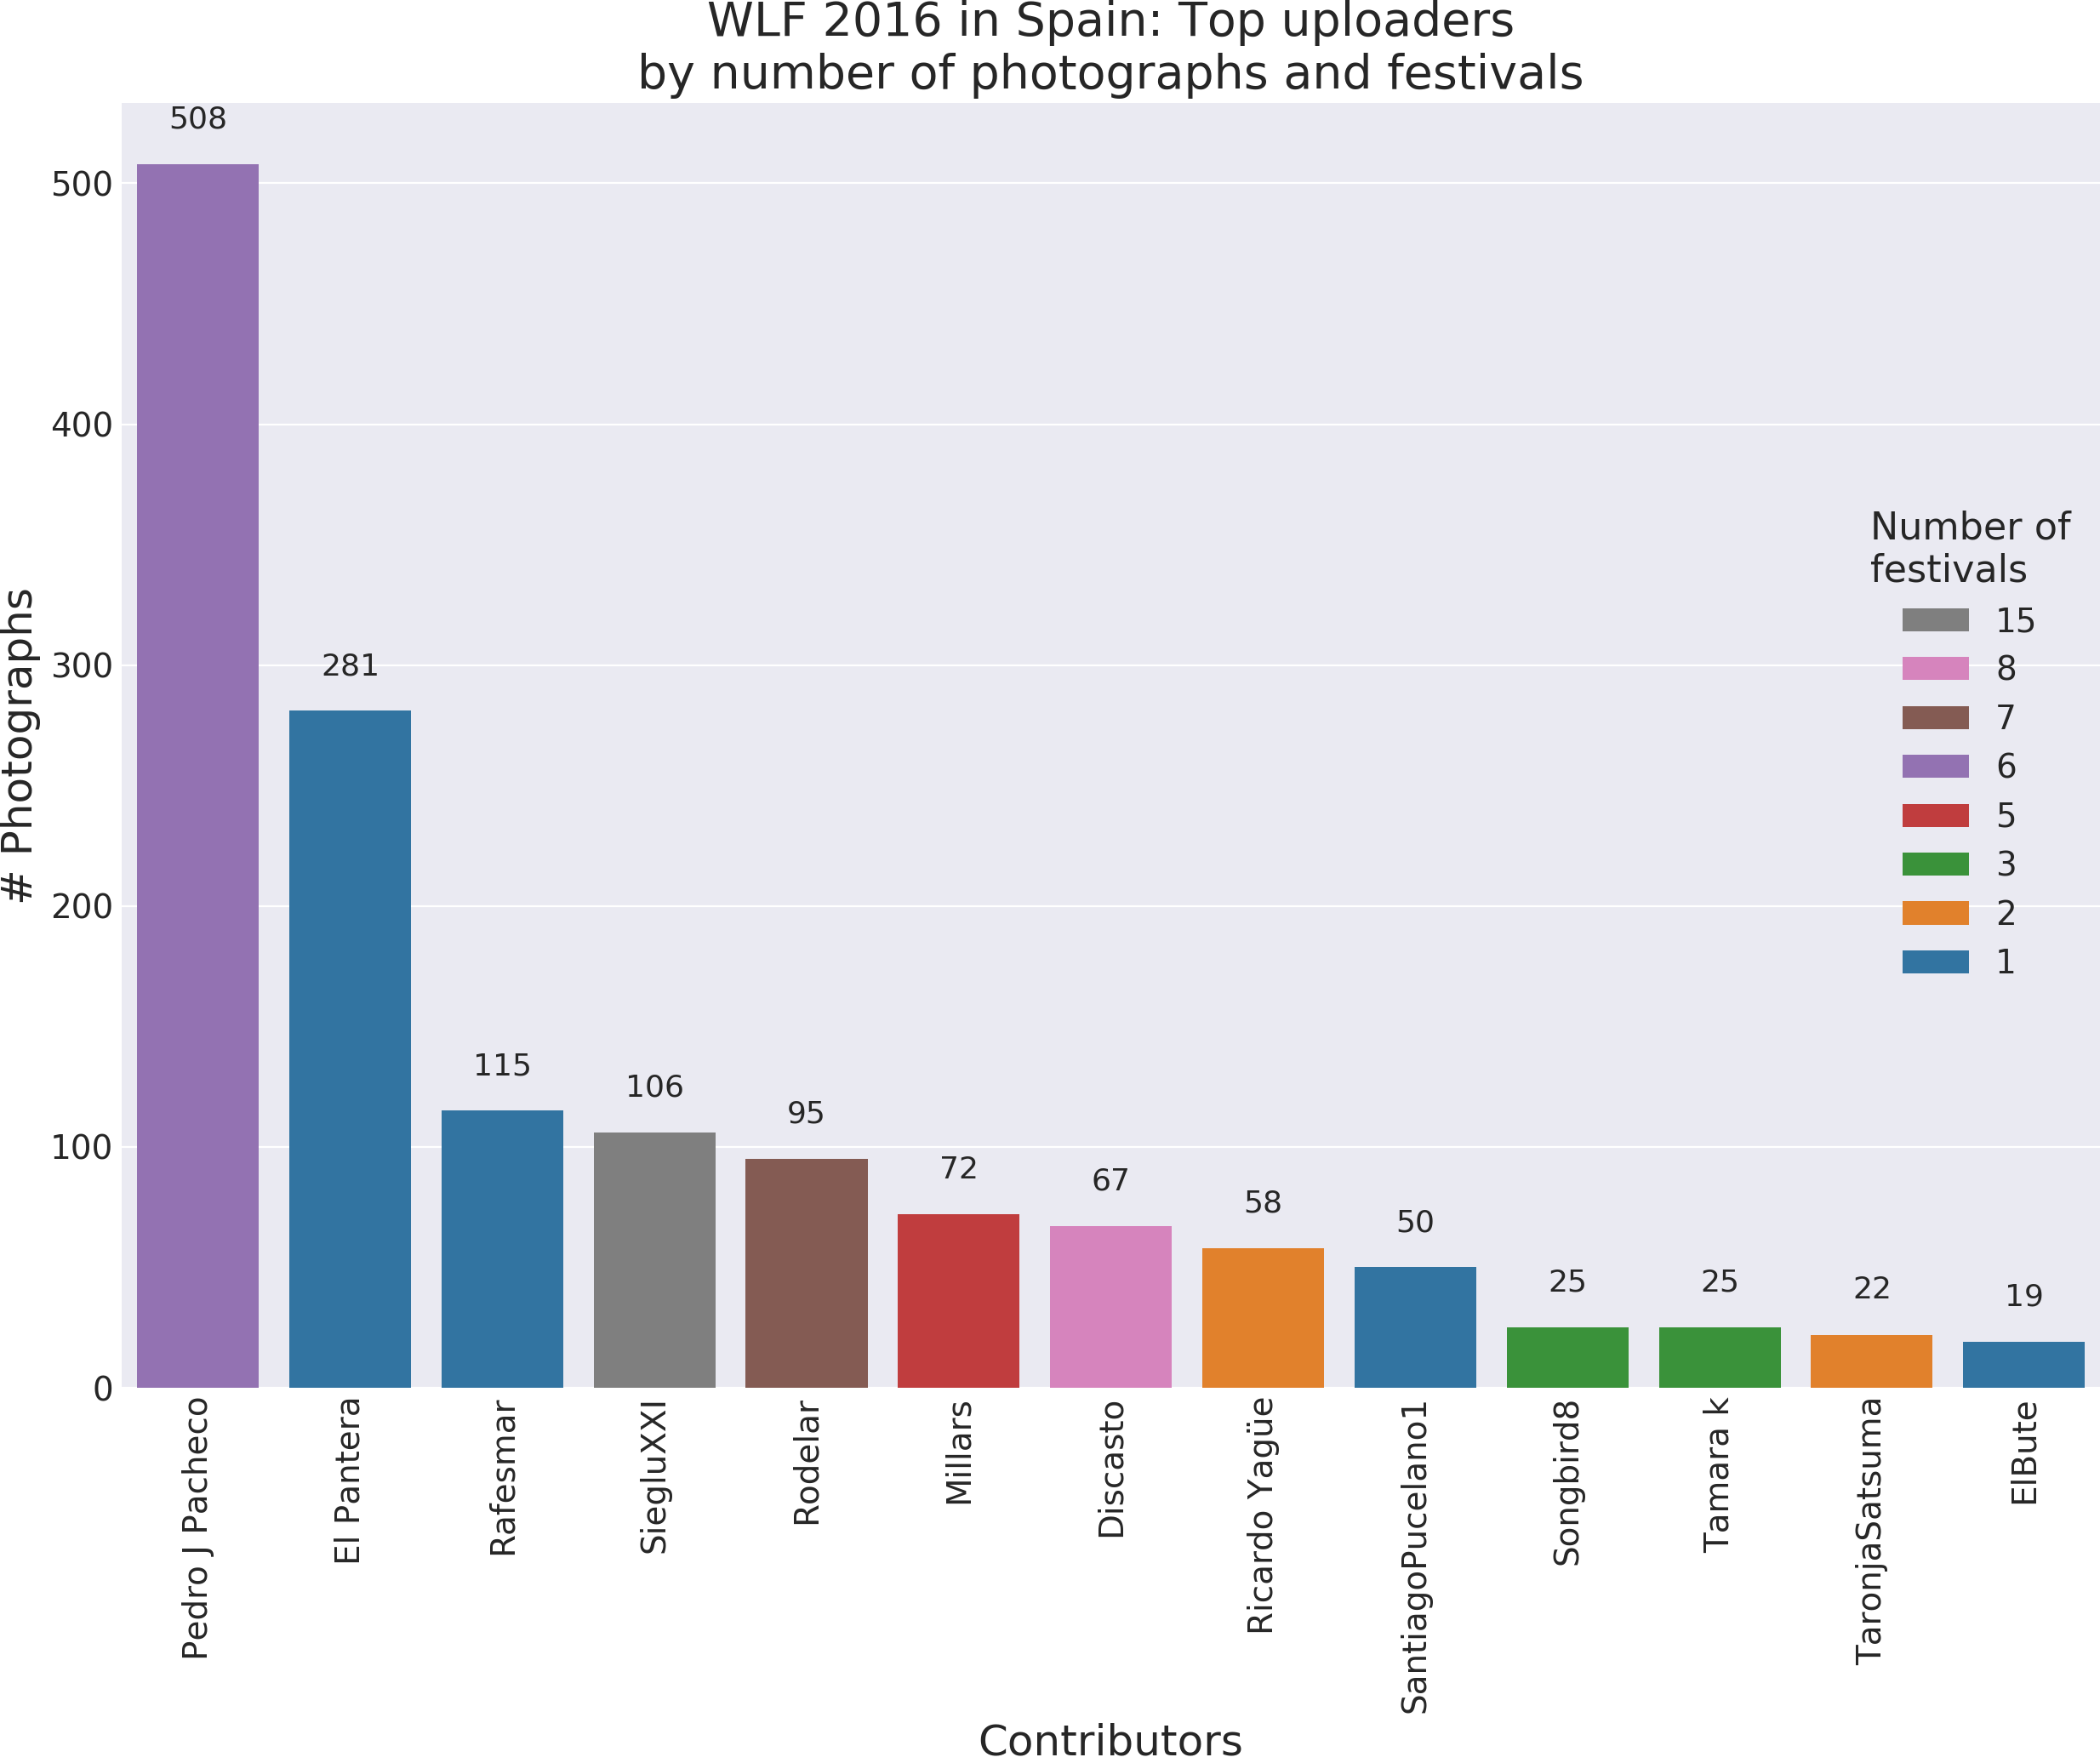 WLF 2016 in Spain: Top uploaders
by number of photographs and festivals
# Photographs
500
400
300
200
100
0
508
281
115
106
95
72
67
58
50
25
25
22
19
Number of
festivals
15
8
7
6
5
3
2
1
Pedro J Pacheco
El Pantera
Rafesmar
SiegluXXI
Rodelar
Millars
Discasto
Ricardo Yagüe
SantiagoPucelano1
Songbird8
Tamara k
TaronjaSatsuma
ElBute
Contributors